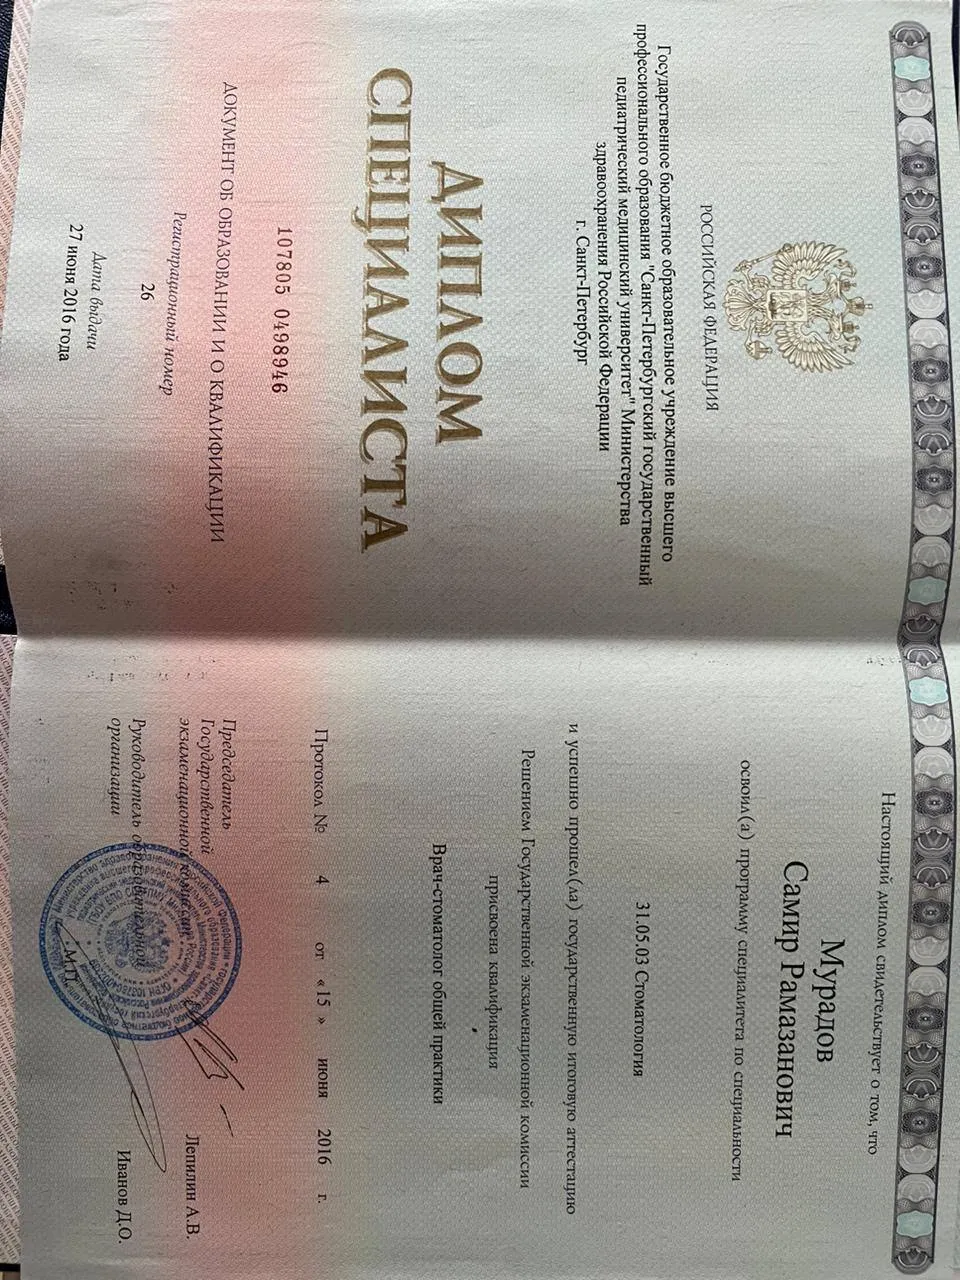 РОССИЙСКАЯ ФЕДЕРАЦИЯ
Государственное бюджетное образовательное учреждение высшего
профессионального образования "Санкт-Петербургский государственный
педиатрический медицинский университет" Министерства
здравоохранения Российской Федерации
г. Санкт-Петербург
ДИПЛОМ
СПЕЦИАЛИСТА
107805 0498946
ДОКУМЕНТ ОБ ОБРАЗОВАНИИ И О КВАЛИФИКАЦИИ
Регистрационный номер
26
Дата выдачи
27 июня 2016 года
Настоящий диплом свидетельствует о том, что
Мурадов
Самир Рамазанович
освоил(а) программу специалитета по специальности
31.05.03 Стоматология
и успешно прошел(ла) государственную итоговую аттестацию
Решением Государственной экзаменационной комиссии
присвоена квалификация
Врач-стоматолог общей практики
Протокол № 4 от «15» июня 2016 г.
Председатель
Государственной
экзаменационной комиссии
Лепилин А.В.
Руководитель образовательной
организации
Иванов Д.О.
М.П.